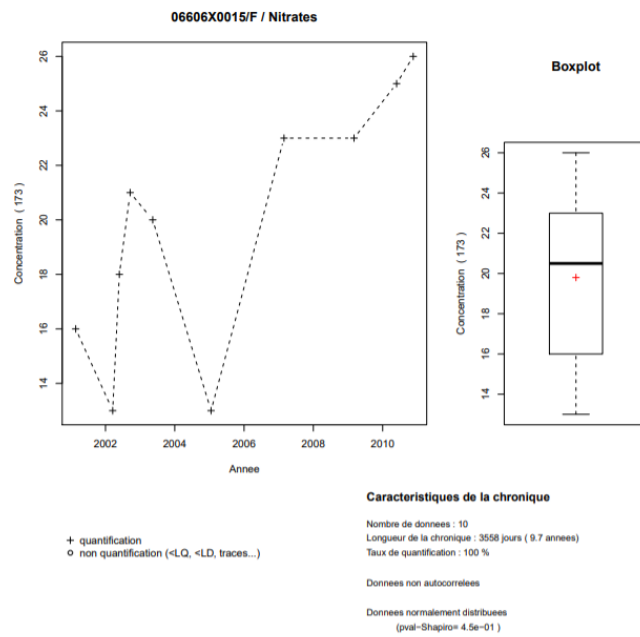 06606X0015/F / Nitrates
Concentration ( 173 )
26
24
22
20
18
16
14
2002
2004
2006
2008
2010
Annee
Boxplot
Concentration ( 173 )
26
24
22
20
18
16
14
+ quantification
o non quantification (<LQ, <LD, traces...)
Caracteristiques de la chronique
Nombre de donnees : 10
Longueur de la chronique : 3558 jours ( 9.7 annees)
Taux de quantification : 100 %
Donnees non autocorrelees
Donnees normalement distribuees
(pval-Shapiro= 4.5e-01 )